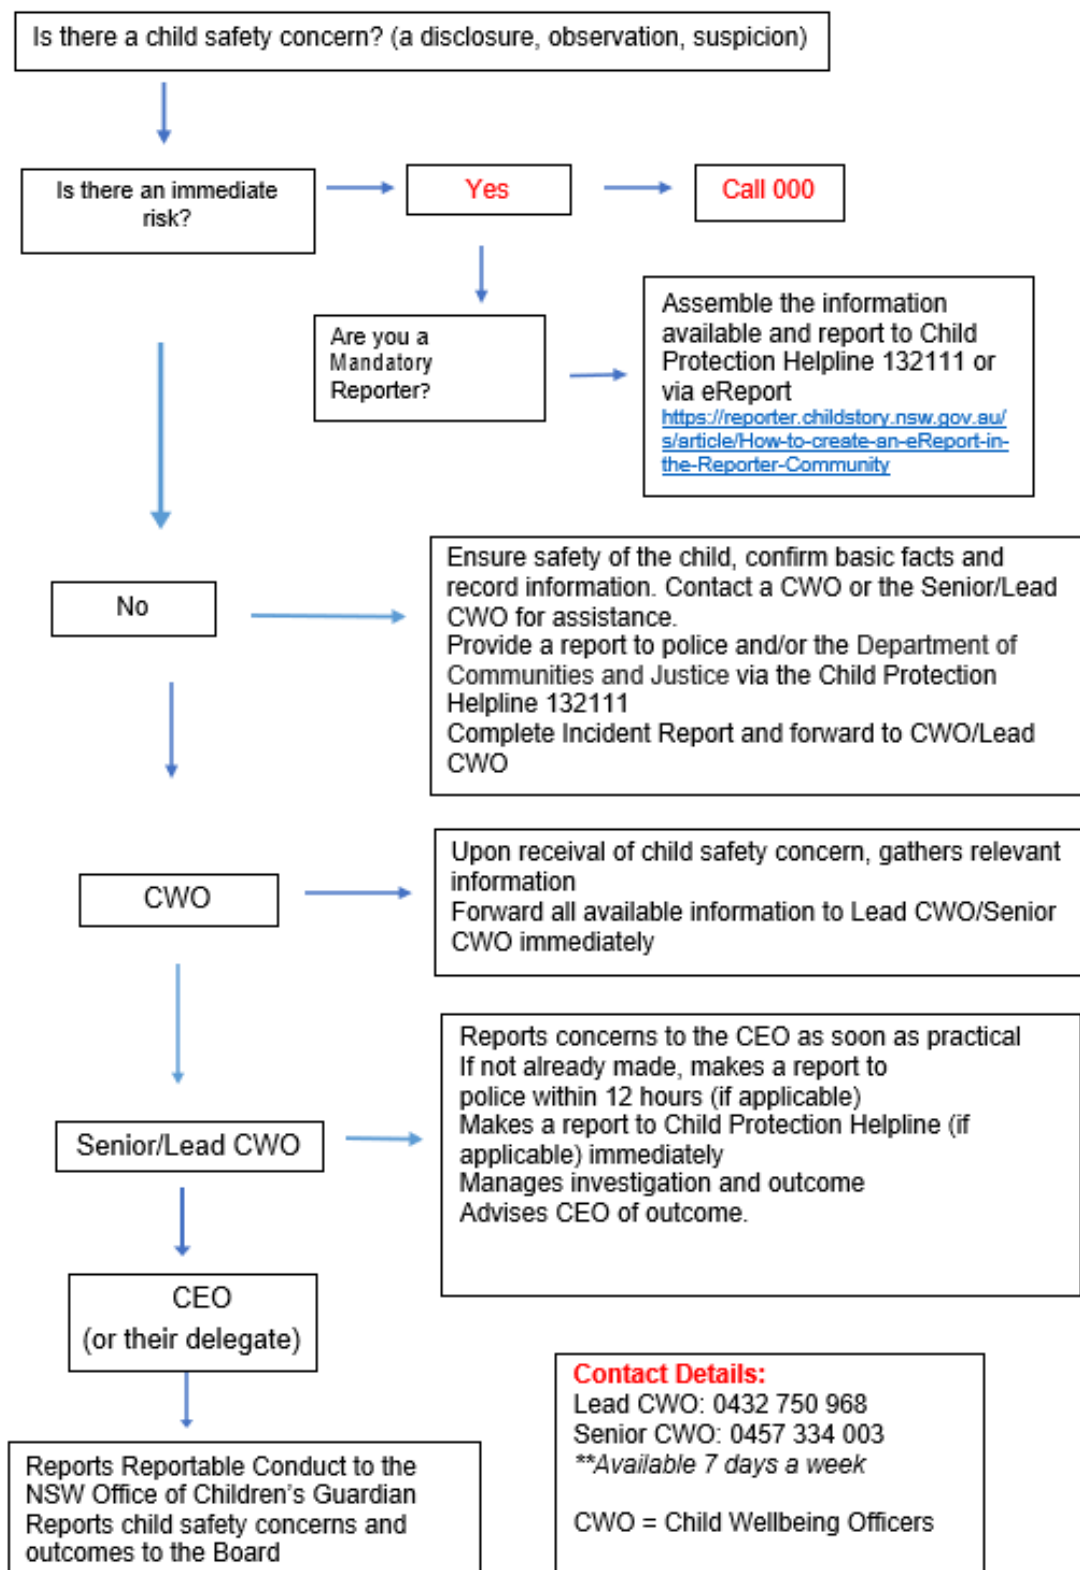 Is there a child safety concern? (a disclosure, observation, suspicion)
Is there an immediate
risk?
Yes
Call 000
Are you a
Mandatory
Reporter?
Assemble the information
available and report to Child
Protection Helpline 132111 or
via eReport
https://reporter.childstory.nsw.gov.au/
s/article/How-to-create-an-eReport-in-
the-Reporter-Community
No
Ensure safety of the child, confirm basic facts and
record information. Contact a CWO or the Senior/Lead
CWO for assistance.
Provide a report to police and/or the Department of
Communities and Justice via the Child Protection
Helpline 132111
Complete Incident Report and forward to CWO/Lead
CWO
CWO
Upon receival of child safety concern, gathers relevant
information
Forward all available information to Lead CWO/Senior
CWO immediately
Senior/Lead CWO
Reports concerns to the CEO as soon as practical
If not already made, makes a report to
police within 12 hours (if applicable)
Makes a report to Child Protection Helpline (if
applicable) immediately
Manages investigation and outcome
Advises CEO of outcome.
CEO
(or their delegate)
Reports Reportable Conduct to the
NSW Office of Children's Guardian
Reports child safety concerns and
outcomes to the Board
Contact Details:
Lead CWO: 0432 750 968
Senior CWO: 0457 334 003
**Available 7 days a week
CWO = Child Wellbeing Officers